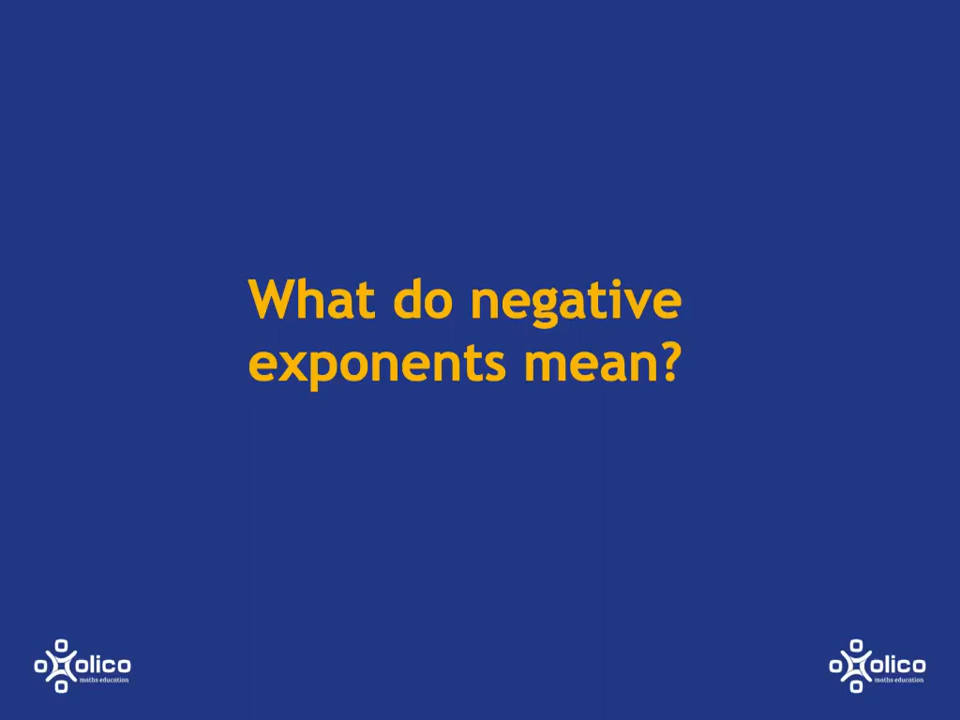 What do negative
exponents mean?
olico
maths education
olico
maths education